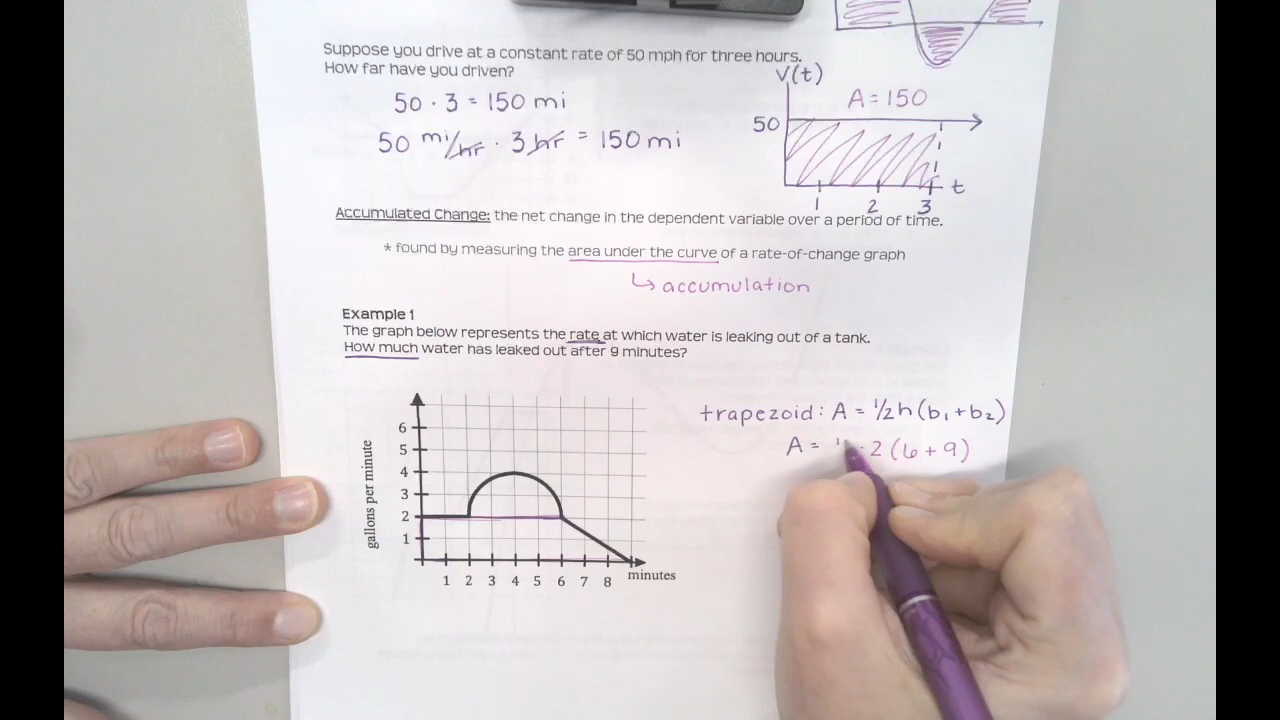 Suppose you drive at a constant rate of 50 mph for three hours.
How far have you driven?
50 · 3 = 150 mi
50 mi/hr · 3 hr = 150 mi
V(t)
A = 150
50
t
1 2 3
Accumulated Change: the net change in the dependent variable over a period of time.
* found by measuring the area under the curve of a rate-of-change graph
↳ accumulation
Example 1
The graph below represents the rate at which water is leaking out of a tank.
How much water has leaked out after 9 minutes?
gallons per minute
6
5
4
3
2
1
1 2 3 4 5 6 7 8
minutes
trapezoid: A = 1/2h(b₁+b₂)
A = · 2 (6 + 9)